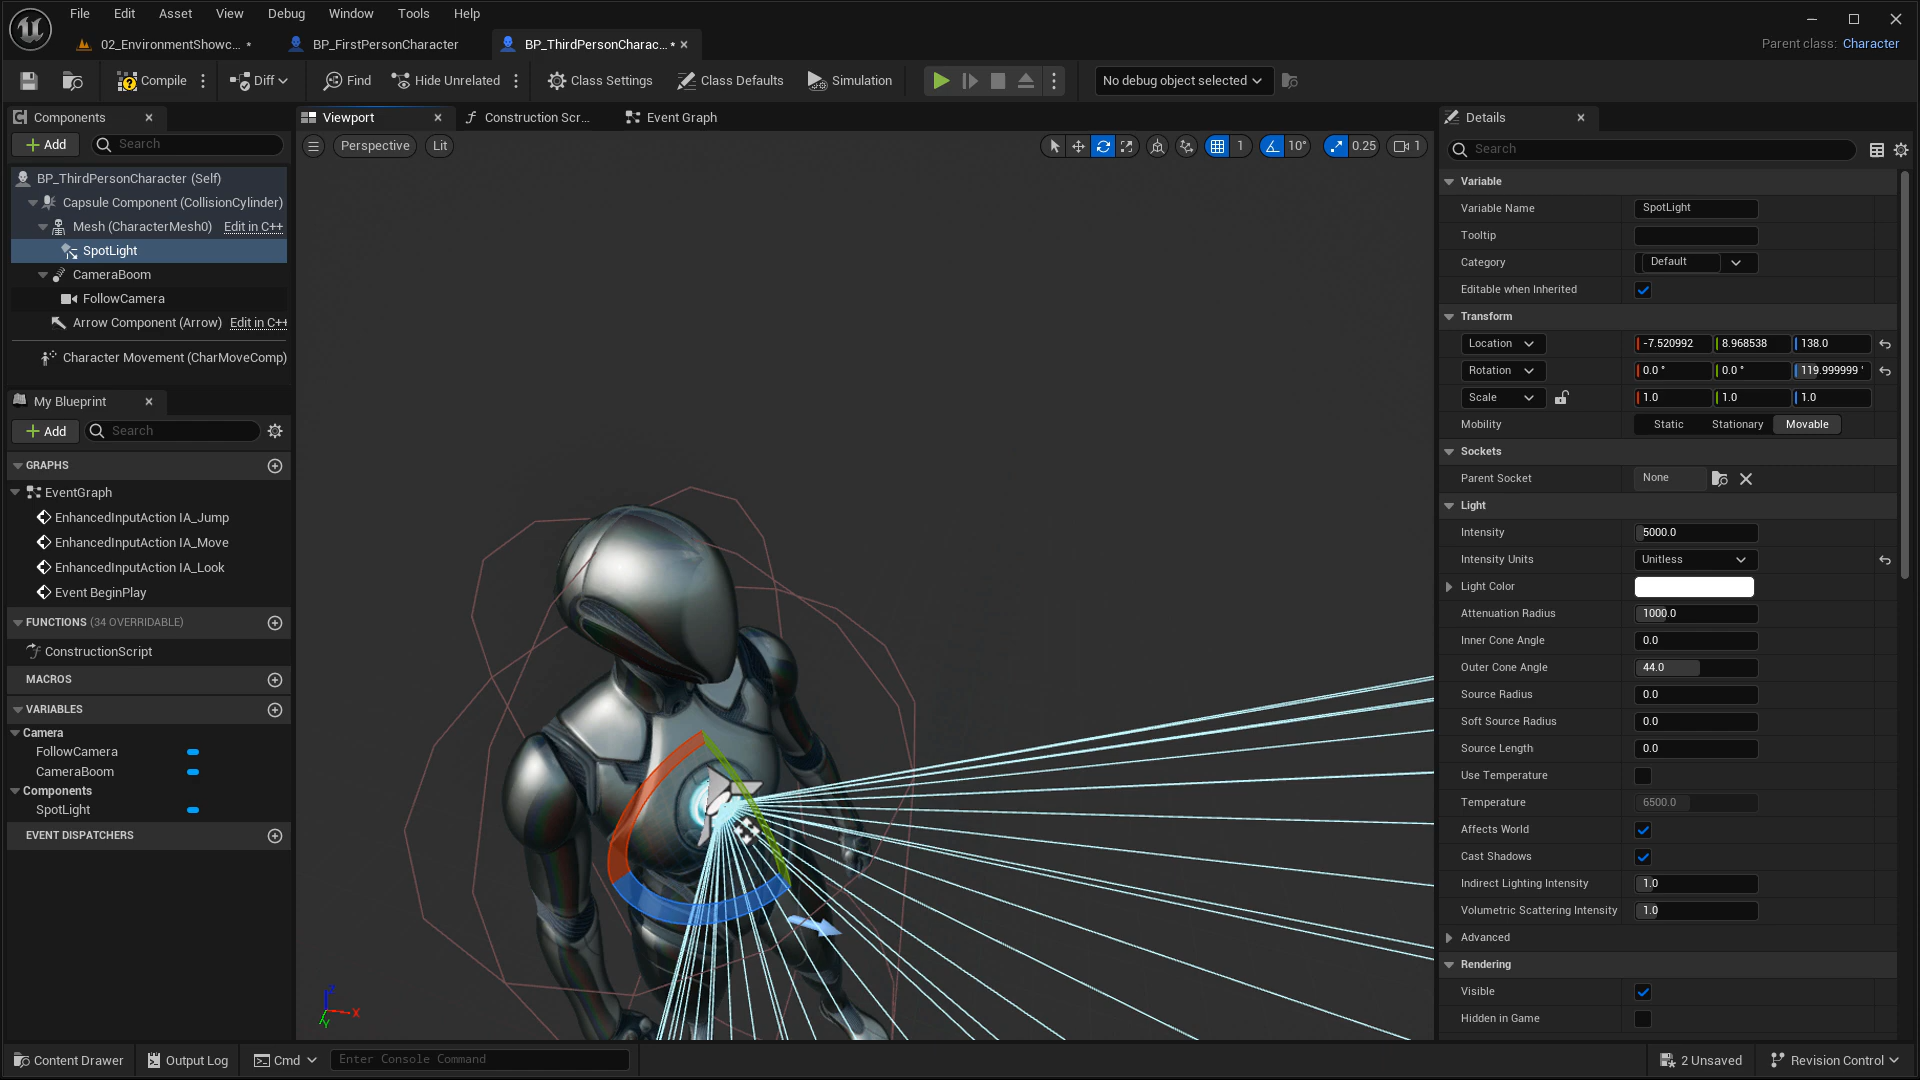 File Edit Asset View Debug Window Tools Help
02_EnvironmentShowc... • BP_FirstPersonCharacter BP_ThirdPersonCharac... •
Parent class: Character
Compile Diff Find Hide Unrelated Class Settings Class Defaults Simulation No debug object selected
Components
Add Search
BP_ThirdPersonCharacter (Self)
Capsule Component (CollisionCylinder)
Mesh (CharacterMesh0) Edit in C++
SpotLight
CameraBoom
FollowCamera
Arrow Component (Arrow) Edit in C++
Character Movement (CharMoveComp)
My Blueprint
Add Search
GRAPHS
EventGraph
EnhancedInputAction IA_Jump
EnhancedInputAction IA_Move
EnhancedInputAction IA_Look
Event BeginPlay
FUNCTIONS (34 OVERRIDABLE)
ConstructionScript
MACROS
VARIABLES
Camera
FollowCamera
CameraBoom
Components
SpotLight
EVENT DISPATCHERS
Viewport Construction Scr... Event Graph
Perspective Lit 1 10° 0.25 1
Z
X
Y
Details
Search
Variable
Variable Name SpotLight
Tooltip
Category Default
Editable when Inherited
Transform
Location -7.520992 8.968538 138.0
Rotation 0.0 ° 0.0 ° 119.999999 °
Scale 1.0 1.0 1.0
Mobility Static Stationary Movable
Sockets
Parent Socket None
Light
Intensity 5000.0
Intensity Units Unitless
Light Color
Attenuation Radius 1000.0
Inner Cone Angle 0.0
Outer Cone Angle 44.0
Source Radius 0.0
Soft Source Radius 0.0
Source Length 0.0
Use Temperature
Temperature 6500.0
Affects World
Cast Shadows
Indirect Lighting Intensity 1.0
Volumetric Scattering Intensity 1.0
Advanced
Rendering
Visible
Hidden in Game
Content Drawer Output Log Cmd Enter Console Command 2 Unsaved Revision Control